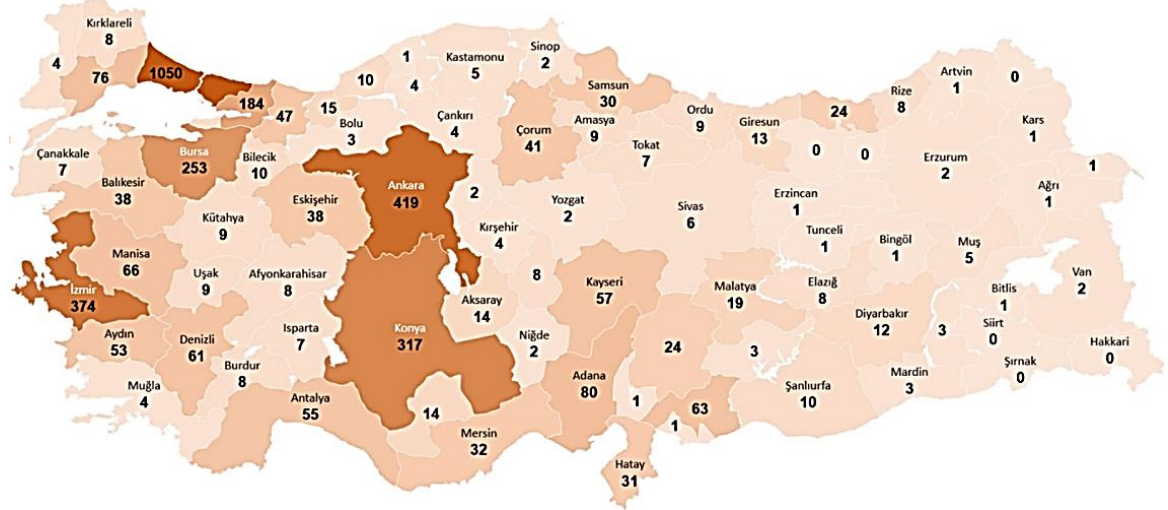 Kırklareli
8
4
76
1050
184
47
15
10
1
4
Kastamonu
5
Sinop
2
Samsun
30
Ordu
9
Giresun
13
24
Rize
8
Artvin
1
0
Kars
1
1
Bolu
3
Çankırı
4
Çorum
41
Amasya
9
Tokat
7
0
0
Erzurum
2
Ağrı
1
Çanakkale
7
Balıkesir
38
Bursa
253
Bilecik
10
Eskişehir
38
Ankara
419
2
Kırşehir
4
Yozgat
2
Sivas
6
Erzincan
1
Tunceli
1
Bingöl
1
Muş
5
Bitlis
1
Van
2
Kütahya
9
Manisa
66
Uşak
9
Afyonkarahisar
8
İzmir
374
Aydın
53
Denizli
61
Isparta
7
Burdur
8
Muğla
4
Antalya
55
Konya
317
Aksaray
14
8
Niğde
2
Kayseri
57
Malatya
19
Elazığ
8
Diyarbakır
12
3
Siirt
0
Şırnak
0
Hakkari
0
Mardin
3
Şanlıurfa
10
3
24
Adana
80
1
63
1
14
Mersin
32
Hatay
31